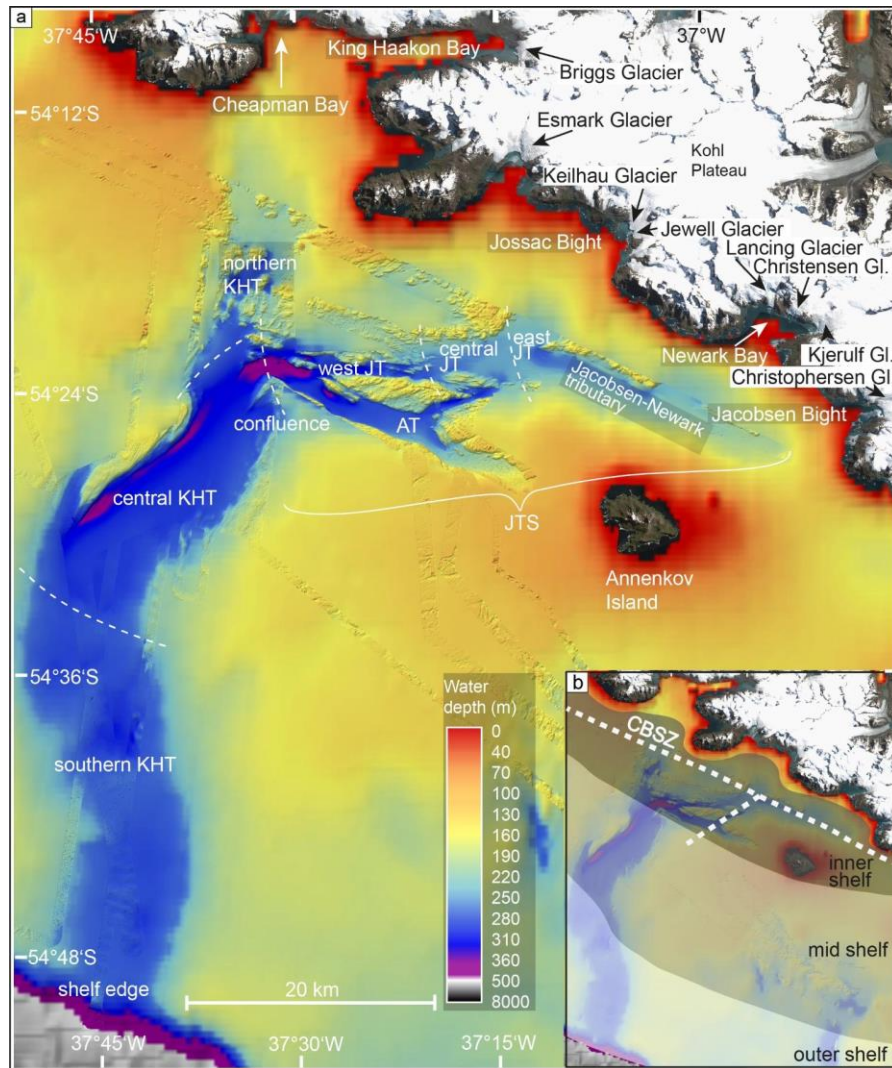 a
37°45'W
37°W
King Haakon Bay
Briggs Glacier
Cheapman Bay
54°12'S
Esmark Glacier
Kohl
Plateau
Keilhau Glacier
Jewell Glacier
Jossac Bight
Lancing Glacier
Christensen Gl.
northern
KHT
central
JT
east
JT
west JT
Newark Bay
Kjerulf Gl.
Christophersen Gl.
54°24'S
Jacobsen-Newark
tributary
Jacobsen Bight
confluence
AT
central KHT
JTS
Annenkov
Island
54°36'S
southern KHT
Water
depth (m)
0
40
70
100
130
160
190
220
250
280
310
360
500
8000
54°48'S
shelf edge
20 km
37°45'W
37°30'W
37°15'W
b
CBSZ
inner
shelf
mid shelf
outer shelf